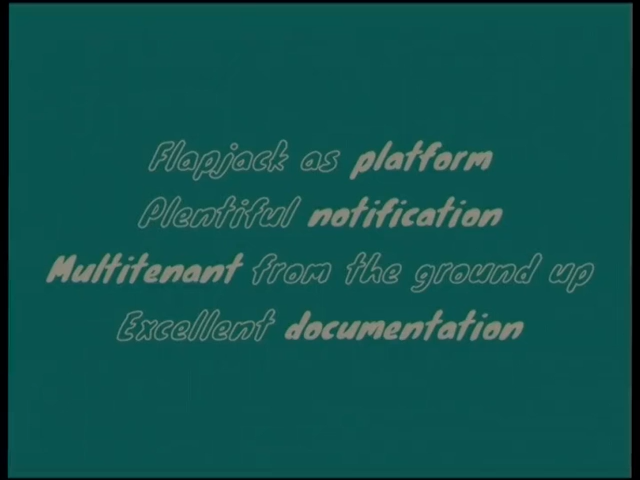 Flapjack as platform
Plentiful notification
Multitenant from the ground up
Excellent documentation